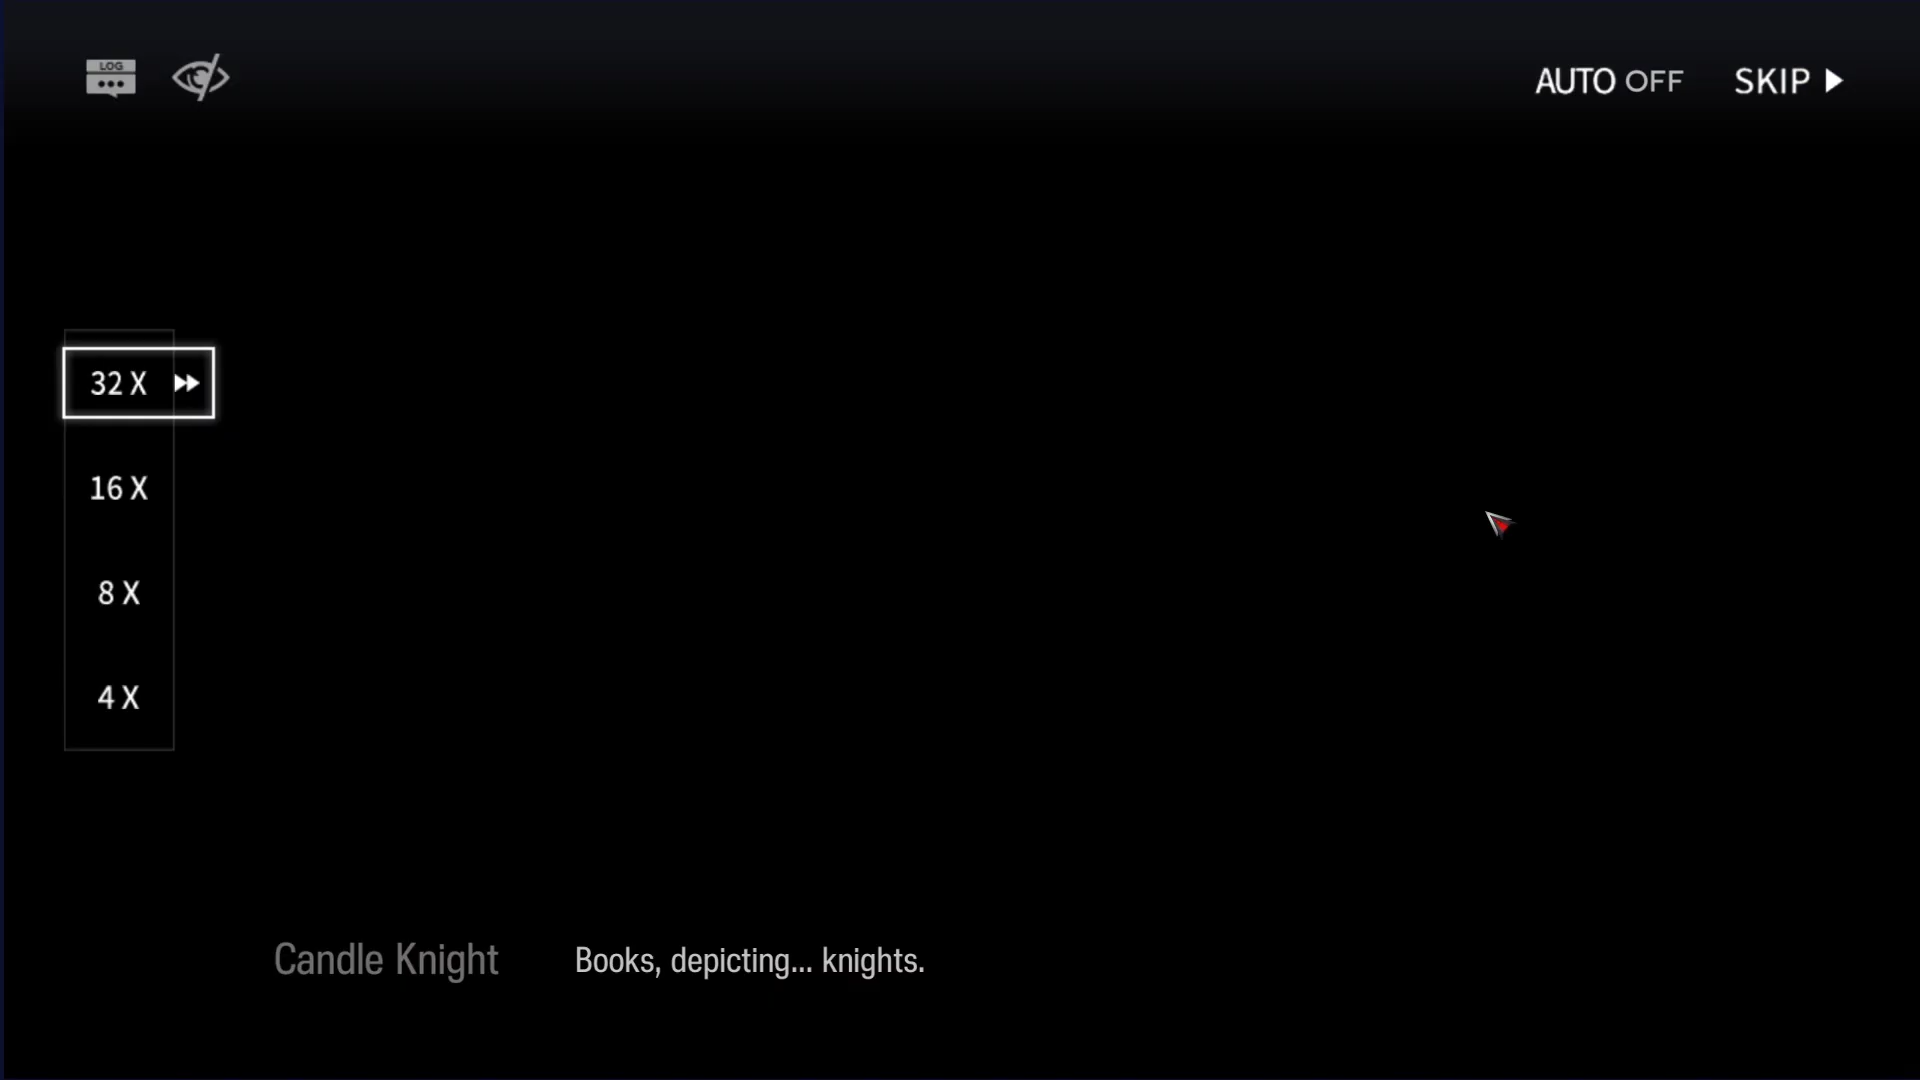 LOG
AUTO OFF
SKIP
32 X
16 X
8 X
4 X
Candle Knight
Books, depicting... knights.